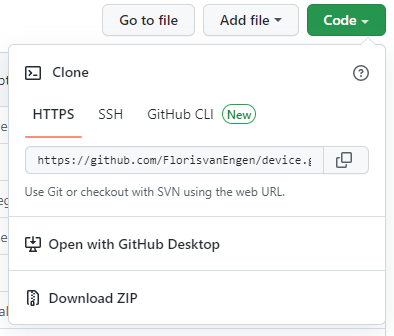 Go to file
Add file
Code
Clone
HTTPS
SSH
GitHub CLI
New
https://github.com/FlorisvanEngen/device.g
Use Git or checkout with SVN using the web URL.
Open with GitHub Desktop
Download ZIP